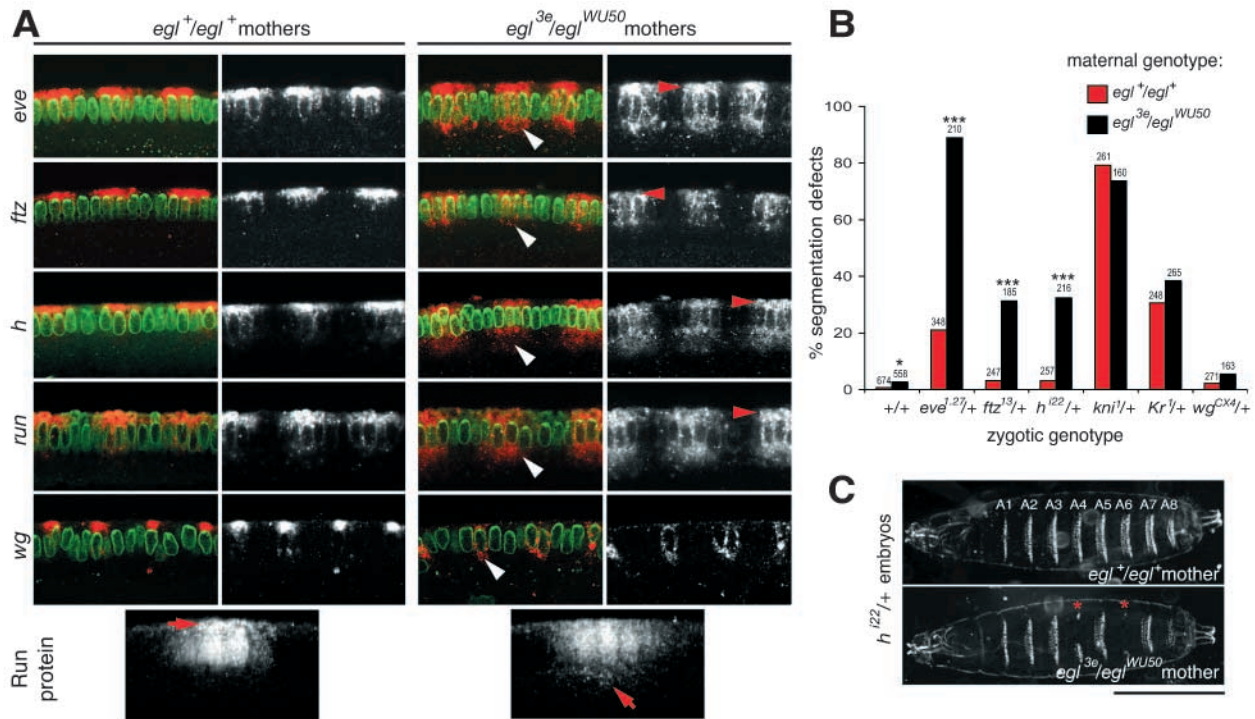 A
egl+/egl+ mothers
egl3e/eglWU50 mothers
eve
ftz
h
run
wg
Run protein
B
maternal genotype:
egl+/egl+
egl3e/eglWU50
% segmentation defects
100
80
60
40
20
0
674
*
558
348
***
210
247
***
185
257
***
216
261
160
248
265
271
163
+/+
eve1.27/+
ftz13/+
h i22/+
kni1/+
Kr1/+
wgCX4/+
zygotic genotype
C
h i22/+ embryos
A1 A2 A3 A4 A5 A6 A7 A8
egl+/egl+ mother
* *
egl3e/eglWU50 mother